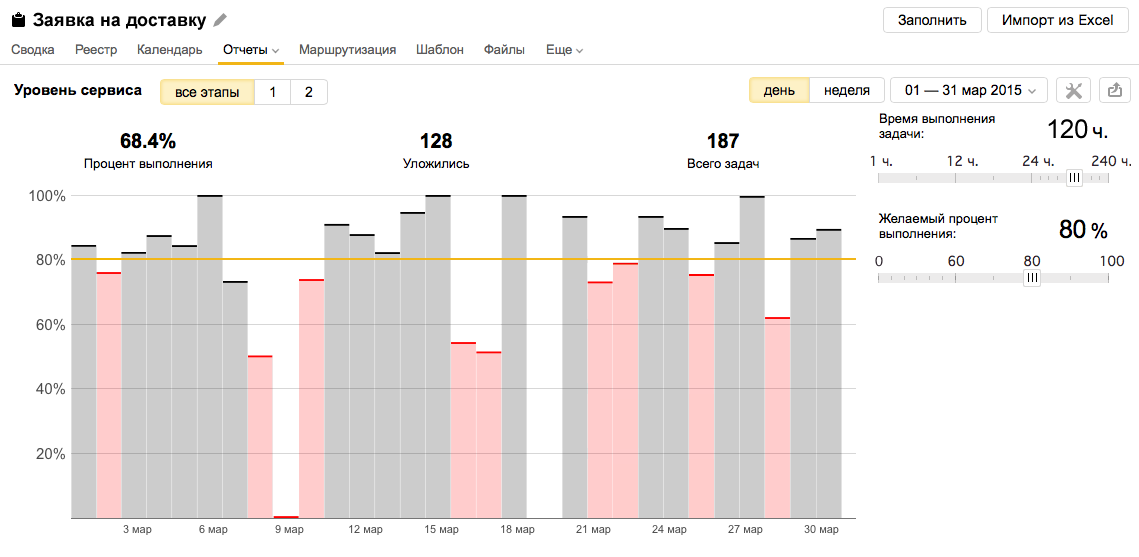 Заявка на доставку
Заполнить
Импорт из Excel
Сводка Реестр Календарь Отчеты Маршрутизация Шаблон Файлы Еще
Уровень сервиса
все этапы 1 2
день неделя
01 — 31 мар 2015
68.4%
Процент выполнения
128
Уложились
187
Всего задач
100%
80%
60%
40%
20%
3 мар 6 мар 9 мар 12 мар 15 мар 18 мар 21 мар 24 мар 27 мар 30 мар
Время выполнения
задачи:
120 ч.
1 ч. 12 ч. 24 ч. 240 ч.
Желаемый процент
выполнения:
80 %
0 60 80 100